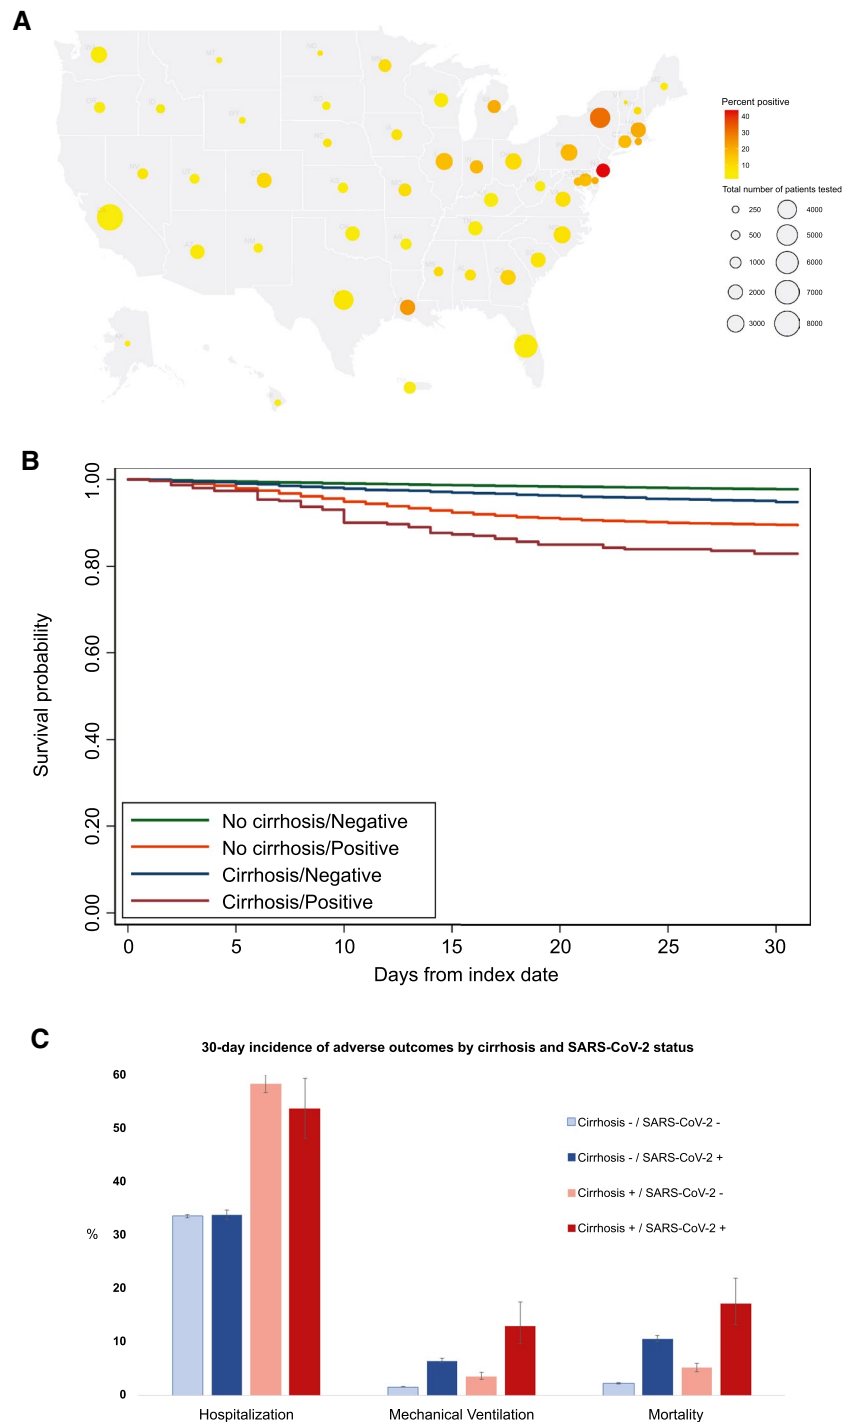 A
Percent positive
40
30
20
10
Total number of patients tested
250
4000
500
5000
1000
6000
2000
7000
3000
8000
B
1.00
0.80
0.60
0.40
0.20
0.00
Survival probability
No cirrhosis/Negative
No cirrhosis/Positive
Cirrhosis/Negative
Cirrhosis/Positive
0 5 10 15 20 25 30
Days from index date
C
30-day incidence of adverse outcomes by cirrhosis and SARS-CoV-2 status
60
50
40
30
20
10
0
%
Cirrhosis - / SARS-CoV-2 -
Cirrhosis - / SARS-CoV-2 +
Cirrhosis + / SARS-CoV-2 -
Cirrhosis + / SARS-CoV-2 +
Hospitalization Mechanical Ventilation Mortality